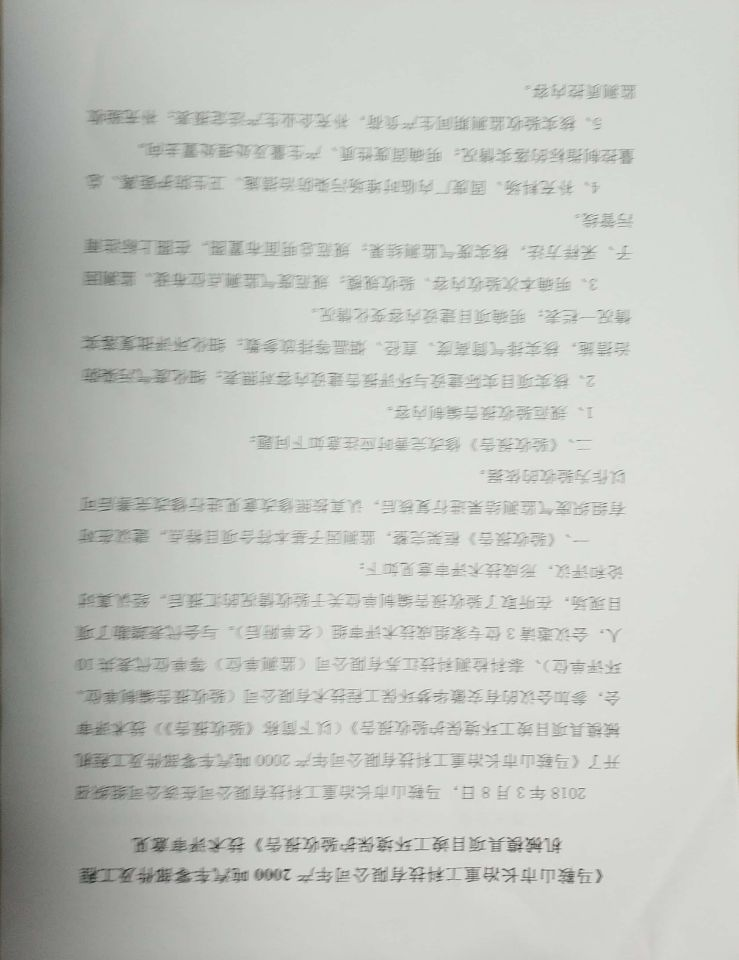 《马鞍山市长冶重工科技有限公司年产 2000 吨汽车零部件及工程
机械模具项目竣工环境保护验收报告》技术评审意见
2018 年 3 月 8 日，马鞍山市长冶重工科技有限公司在该公司组织召
开了《马鞍山市长冶重工科技有限公司年产 2000 吨汽车零部件及工程机
械模具项目竣工环境保护验收报告》（以下简称《验收报告》）技术评审
会，参加会议的有安徽华梦环保工程技术有限公司（验收报告编制单位、
环评单位）、泰科检测科技江苏有限公司（监测单位）等单位代表共 10
人，会议邀请 3 位专家组成技术评审组（名单附后）。与会代表踏勘了项
目现场，在听取了验收报告编制单位关于验收情况的汇报后，经认真讨
论和评议，形成技术评审意见如下：
一、《验收报告》框架完整，监测因子基本符合项目特点，建议在对
有组织废气监测结果进行复核后，认真按照修改意见进行修改完善后可
以作为验收的依据。
二、《验收报告》修改完善时应注意如下问题：
1、规范验收报告编制内容。
2、核实项目实际建设与环评报告建设内容对照表；细化废气污染防
治措施，核实排气筒高度、直径、烟温等排放参数；细化环评批复落实
情况一栏表；明确项目建设内容变化情况。
3、明确本次验收内容、验收规模；规范废气监测点位布设、监测因
子、采样方法，核实废气监测结果；规范总平面布置图，在图上标注雨
污管线。
4、补充料场、固废厂内临时堆场污染防治措施、卫生防护距离、总
量控制指标的落实情况；明确固废性质、产生量及处理处置去向。
5、核实验收监测期间生产负荷，补充企业生产法定报表；补充验收
监测质控内容。